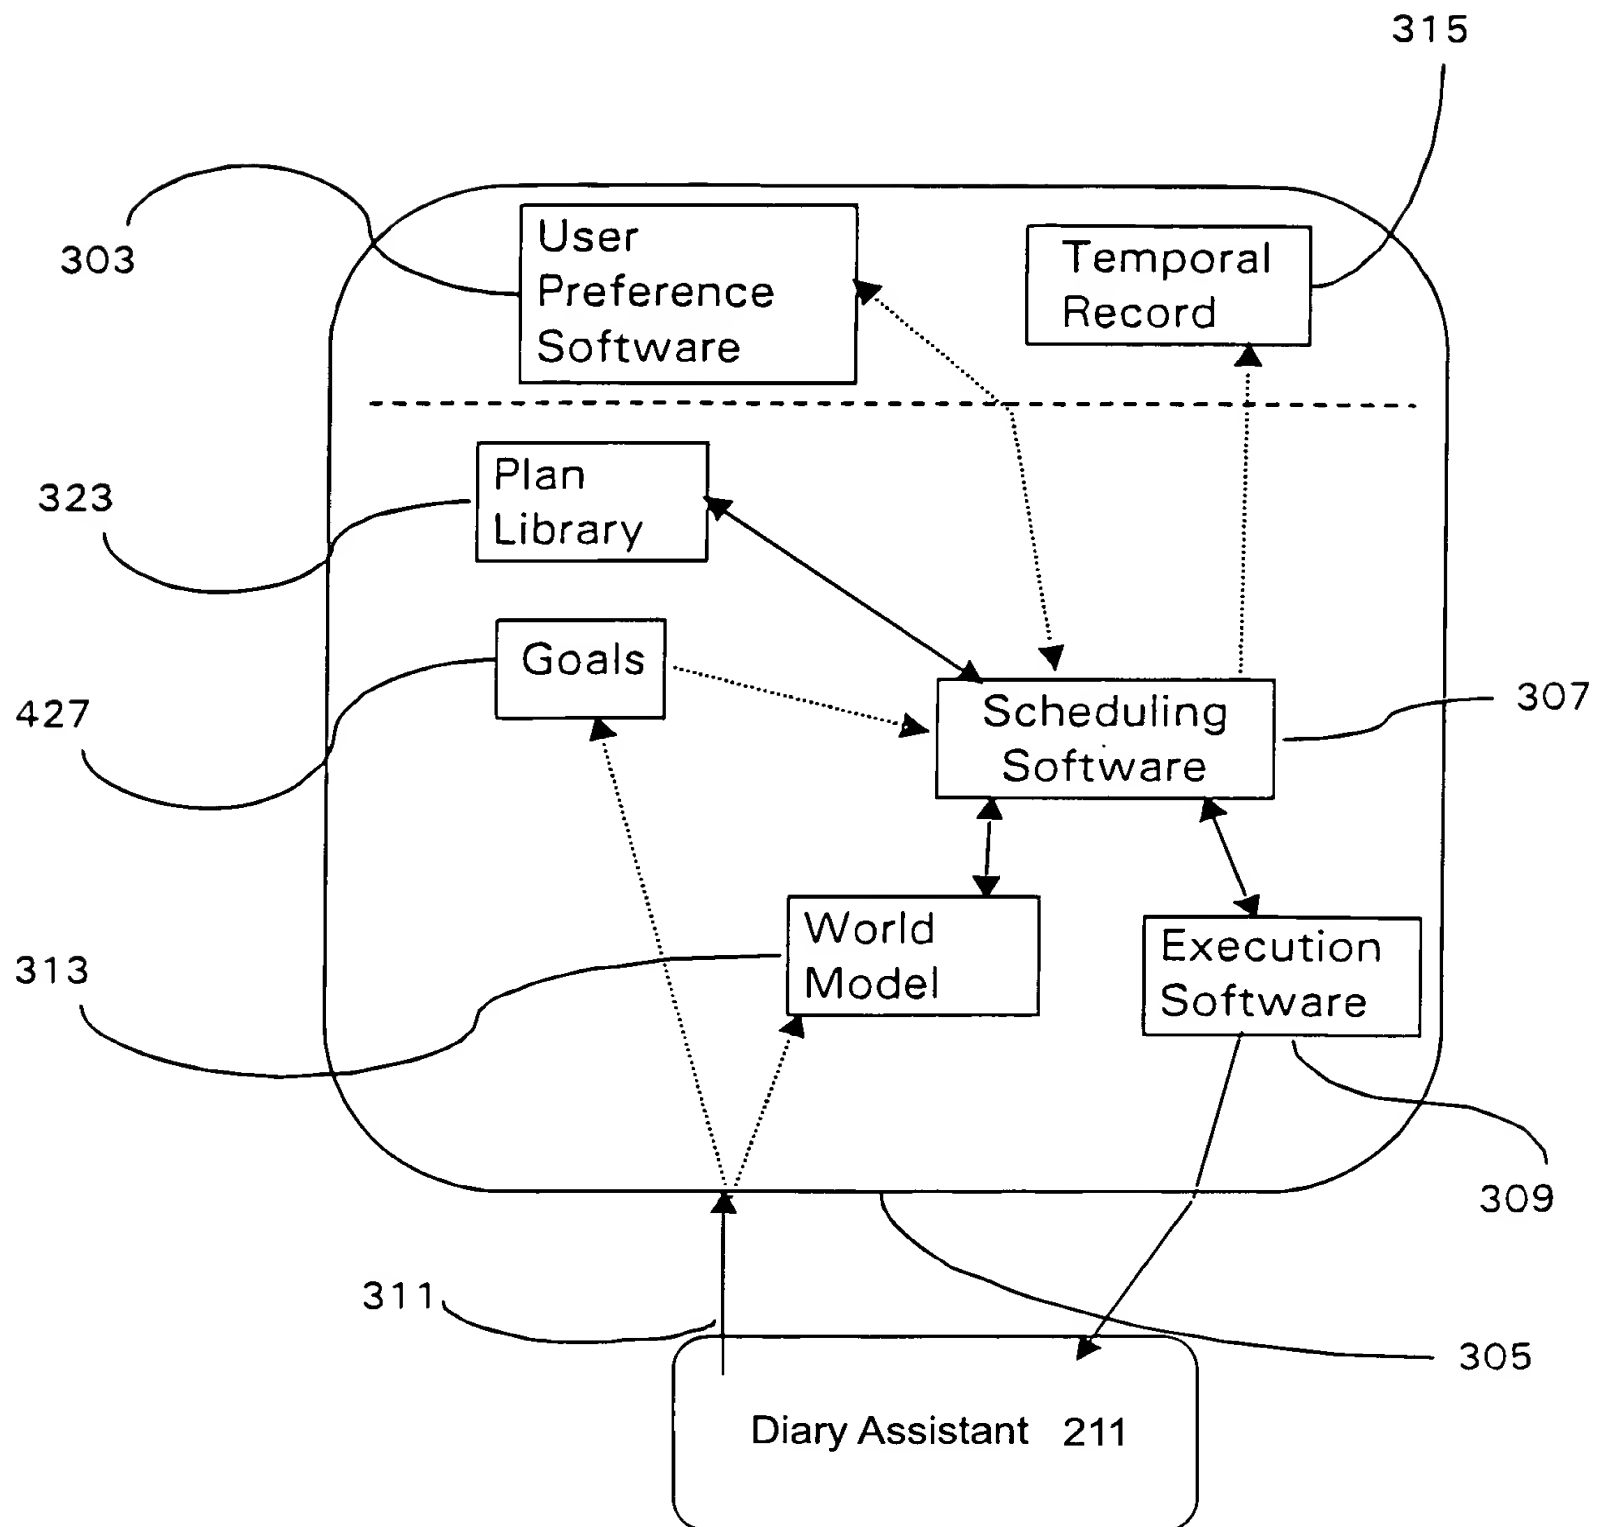 315
303
User
Preference
Software
Temporal
Record
323
Plan
Library
427
Goals
Scheduling
Software
307
313
World
Model
Execution
Software
309
311
305
Diary Assistant 211